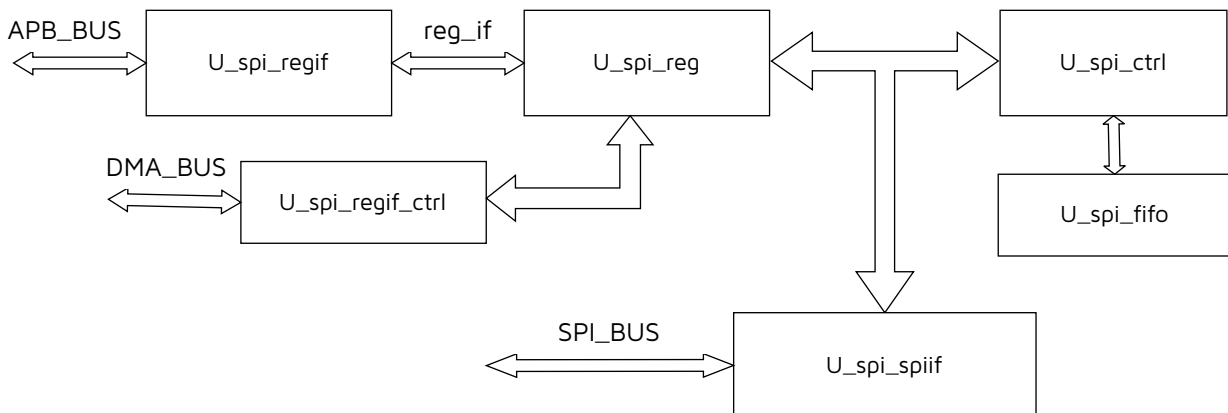 APB_BUS
U_spi_regif
reg_if
U_spi_reg
U_spi_ctrl
DMA_BUS
U_spi_regif_ctrl
U_spi_fifo
SPI_BUS
U_spi_spiif